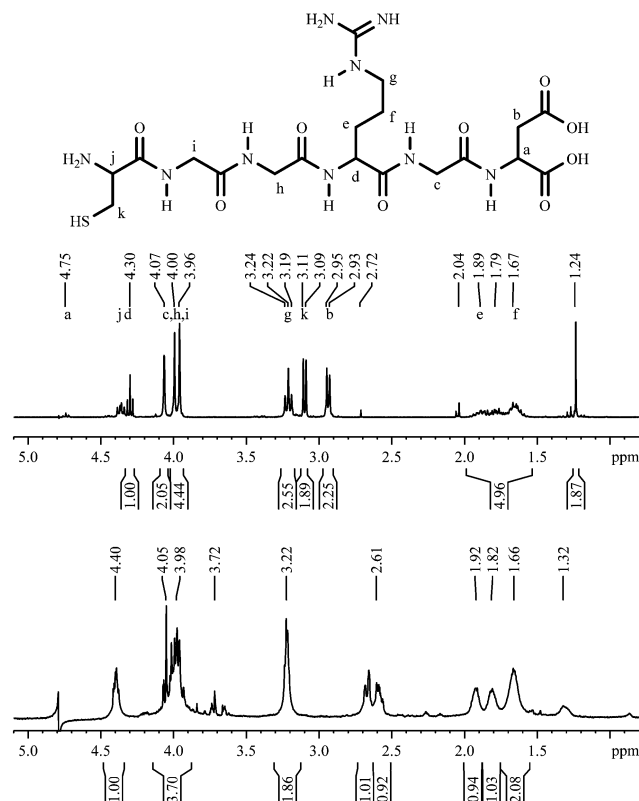 H₂N NH
N
H g
f
e b
O H O H O OH
j i N N a OH
H₂N N N d N
H O h H O c H O O
k
HS
4.75 4.30 4.07 4.00 3.96 3.24 3.22 3.19 3.11 3.09 2.95 2.93 2.72 2.04 1.89 1.79 1.67 1.24
a j d c,h,i g k b e f
5.0 4.5 3.5 3.0 2.5 1.5 ppm
1.00 2.05 4.44 2.55 1.89 2.25 4.96 1.87
4.40 4.05 3.98 3.72 3.22 2.61 1.92 1.82 1.66 1.32
5.0 4.5 4.0 3.5 3.0 2.5 2.0 1.5 ppm
1.00 3.70 1.86 1.01 0.92 0.94 1.03 2.08